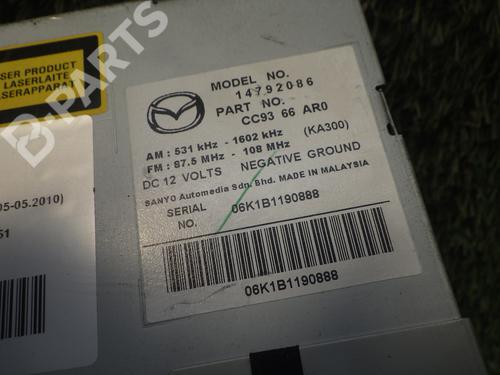 SER PRODUCT
LASERLAITE
SERAPPARAT
05-05.2010)
51
MODEL NO.
14792086
PART NO.
CC93 66 AR0
AM : 531 kHz - 1602 kHz
FM : 87.5 MHz - 108 MHz
(KA300)
DC 12 VOLTS NEGATIVE GROUND
SANYO Automedia Sdn. Bhd. MADE IN MALAYSIA
SERIAL NO.
06K1B1190888
06K1B1190888
B PARTS